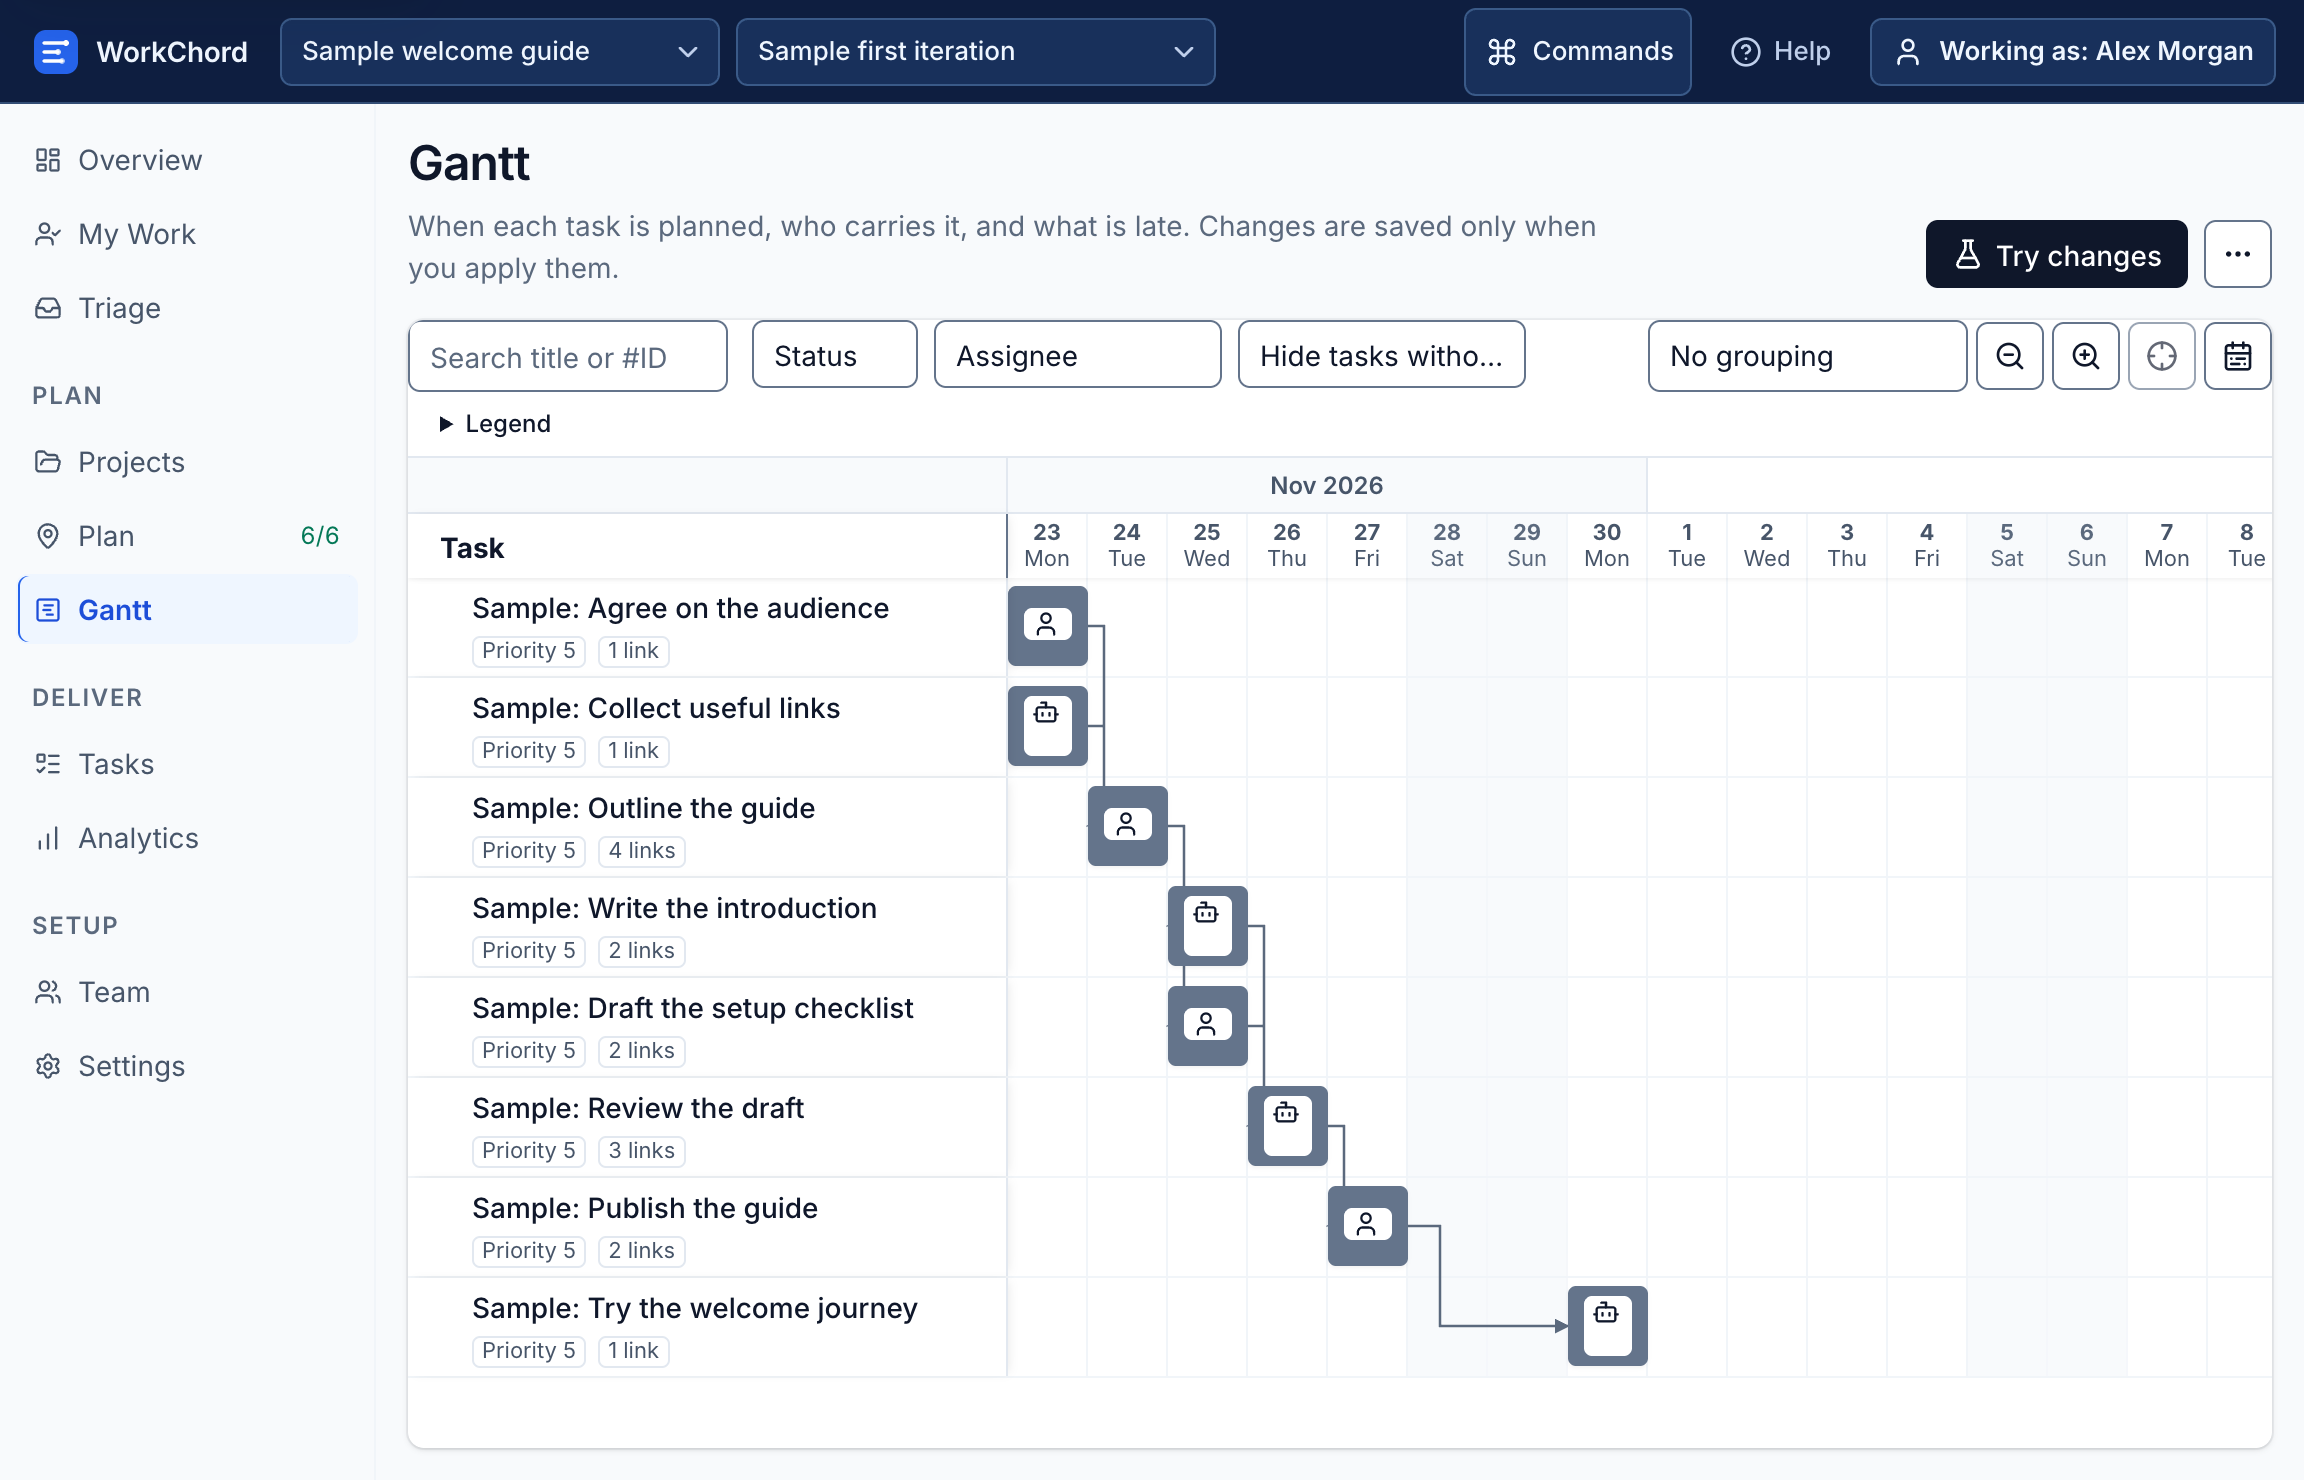 WorkChord
Sample welcome guide
Sample first iteration
Commands
Help
Working as: Alex Morgan
Overview
My Work
Triage
PLAN
Projects
Plan 6/6
Gantt
DELIVER
Tasks
Analytics
SETUP
Team
Settings
Gantt
When each task is planned, who carries it, and what is late. Changes are saved only when
you apply them.
Try changes
Search title or #ID
Status
Assignee
Hide tasks witho...
No grouping
Legend
Nov 2026
Task
23 Mon
24 Tue
25 Wed
26 Thu
27 Fri
28 Sat
29 Sun
30 Mon
1 Tue
2 Wed
3 Thu
4 Fri
5 Sat
6 Sun
7 Mon
8 Tue
Sample: Agree on the audience
Priority 5 1 link
Sample: Collect useful links
Priority 5 1 link
Sample: Outline the guide
Priority 5 4 links
Sample: Write the introduction
Priority 5 2 links
Sample: Draft the setup checklist
Priority 5 2 links
Sample: Review the draft
Priority 5 3 links
Sample: Publish the guide
Priority 5 2 links
Sample: Try the welcome journey
Priority 5 1 link